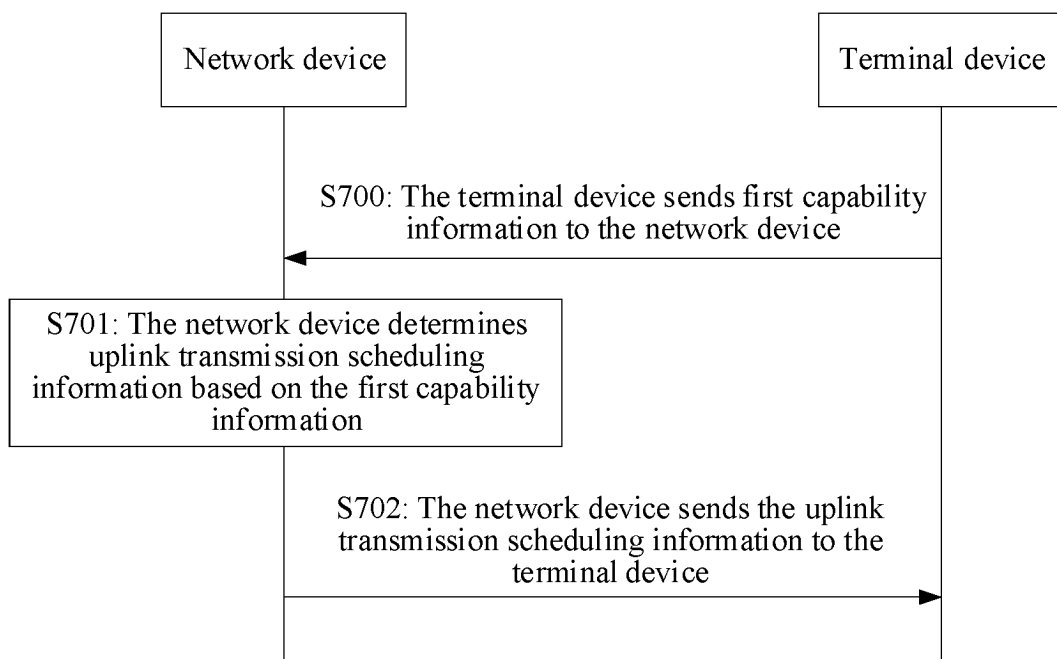 Network device
Terminal device
S700: The terminal device sends first capability
information to the network device
S701: The network device determines
uplink transmission scheduling
information based on the first capability
information
S702: The network device sends the uplink
transmission scheduling information to the
terminal device